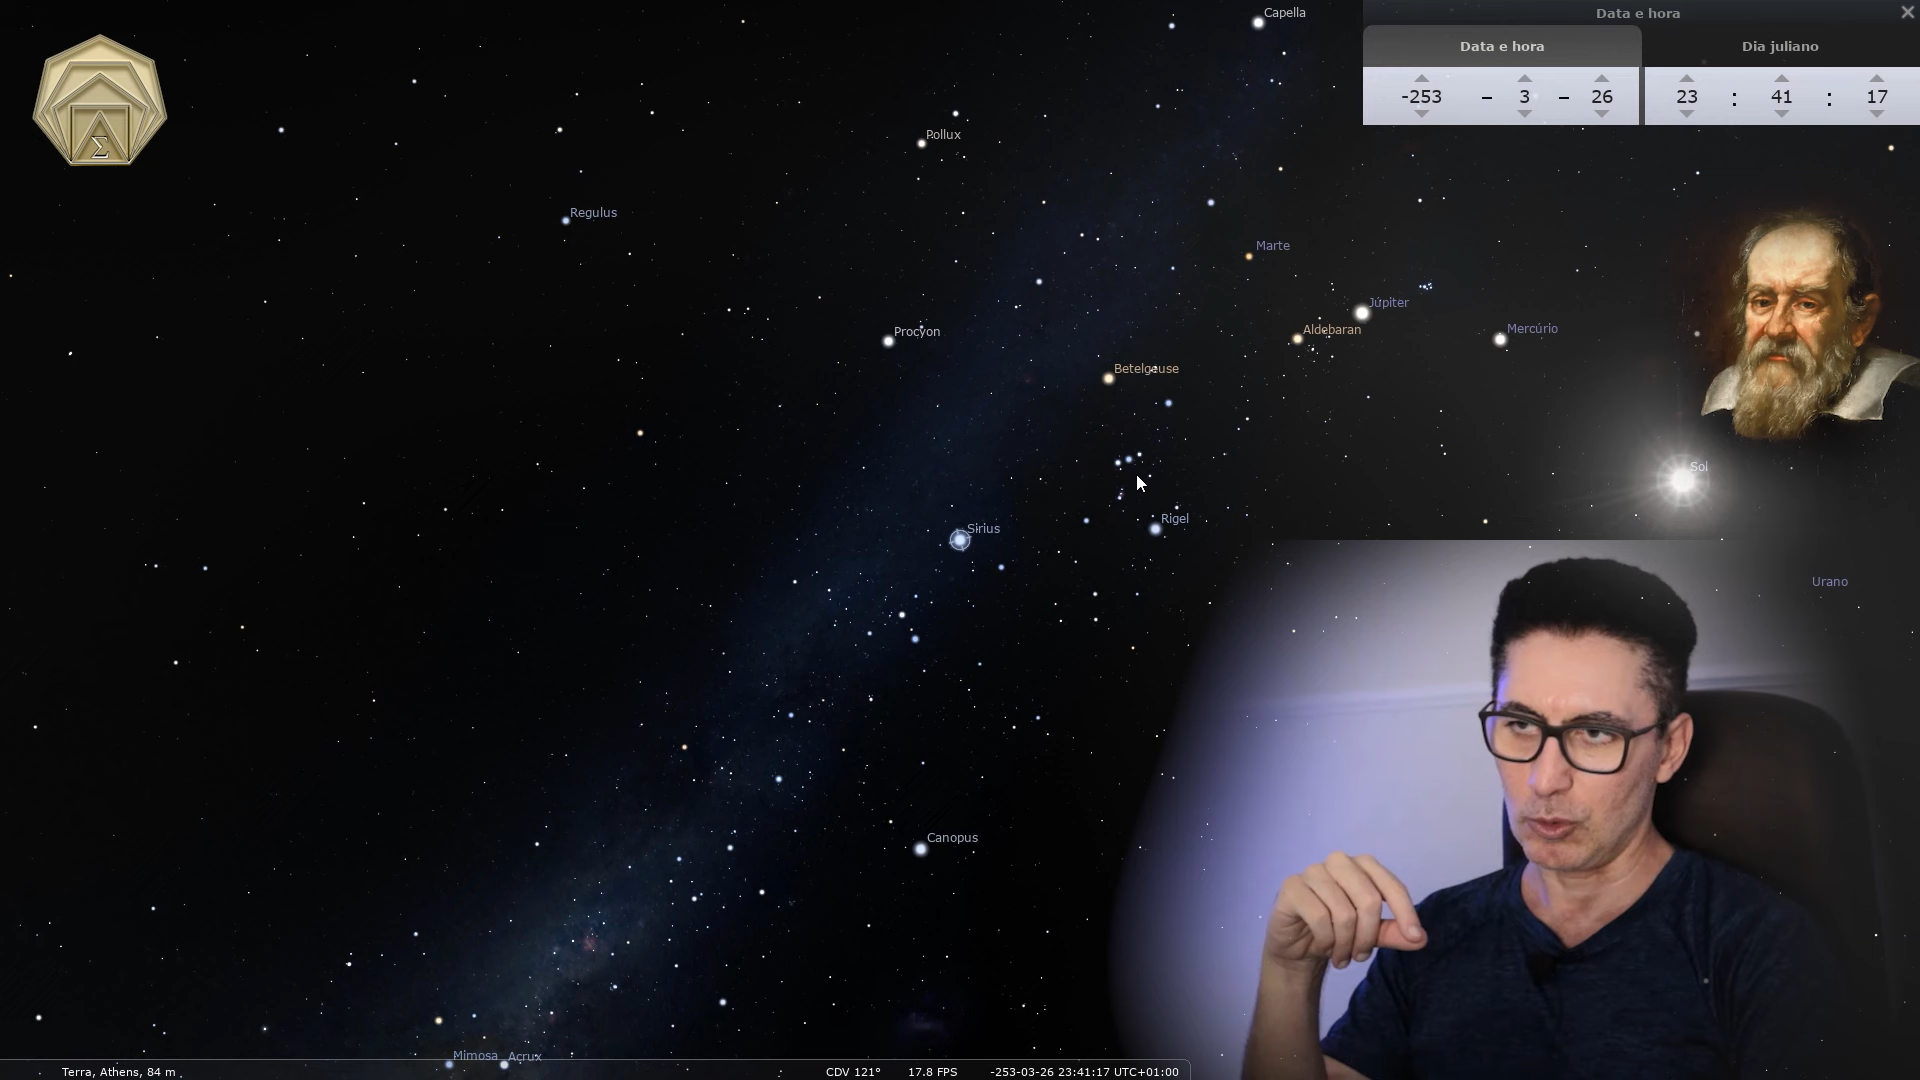 Capella
Data e hora
Data e hora
Dia juliano
-253 - 3 - 26
23 : 41 : 17
Σ
Pollux
Regulus
Marte
Júpiter
Aldebaran
Mercúrio
Procyon
Betelgeuse
Sol
Rigel
Sirius
Urano
Canopus
Mimosa
Acrux
Terra, Athens, 84 m
CDV 121°
17.8 FPS
-253-03-26 23:41:17 UTC+01:00